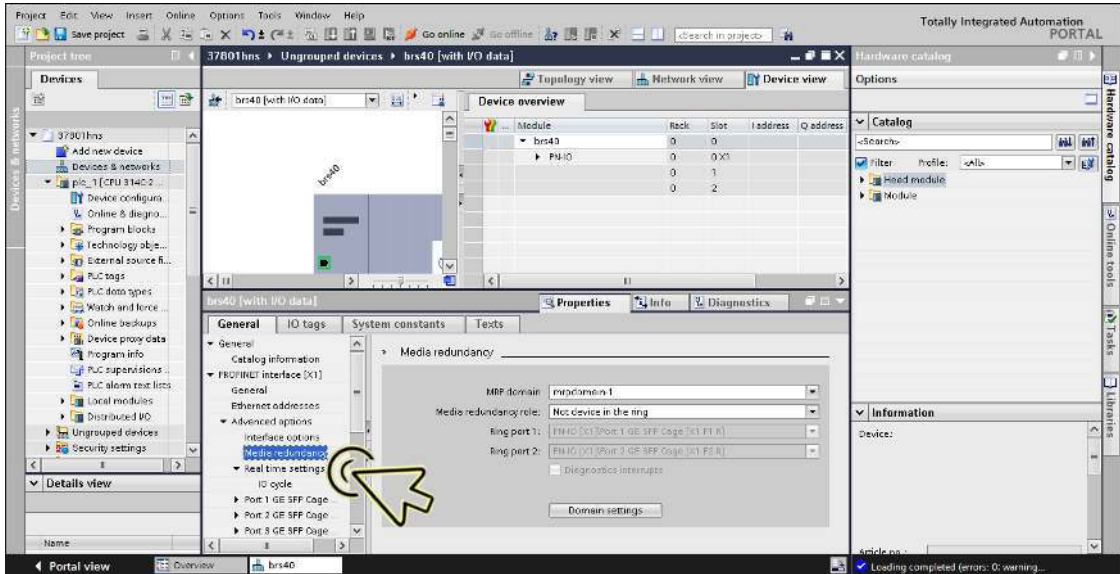 Project Edit View Insert Online Options Tools Window Help
Totally Integrated Automation
PORTAL
Save project
Go online
Go offline
<Search in project>
Project tree
37801hns ▸ Ungrouped devices ▸ brs40 [with I/O data]
Hardware catalog
Devices
Topology view
Network view
Device view
Options
brs40 [with I/O data]
Device overview
Module
Rack
Slot
I address
Q address
brs40 0 0
PN-IO 0 0 X1
0 1
0 2
brs40
37801hns
Add new device
Devices & networks
plc_1 [CPU 314C-2 ...
Device configura...
Online & diagno...
Program blocks
Technology obje...
External source fi...
PLC tags
PLC data types
Watch and force ...
Online backups
Device proxy data
Program info
PLC supervisions ...
PLC alarm text lists
Local modules
Distributed I/O
Ungrouped devices
Security settings
Details view
Name
Devices & networks
Catalog
<Search>
Filter
Profile:
<All>
Head module
Module
Information
Device:
Article no.:
Hardware catalog
Online tools
Tasks
Libraries
brs40 [with I/O data]
Properties
Info
Diagnostics
General
IO tags
System constants
Texts
General
Catalog information
PROFINET interface [X1]
General
Ethernet addresses
Advanced options
Interface options
Media redundancy
Real time settings
IO cycle
Port 1 GE SFP Cage ...
Port 2 GE SFP Cage ...
Port 3 GE SFP Cage ...
Media redundancy
MRP domain mrpdomain-1
Media redundancy role: Not device in the ring
Ring port 1: PN-IO [X1]\Port 1 GE SFP Cage [X1 P1 R]
Ring port 2: PN-IO [X1]\Port 2 GE SFP Cage [X1 P2 R]
Diagnostics interrupts
Domain settings
Portal view
Overview
brs40
Loading completed (errors: 0; warning...